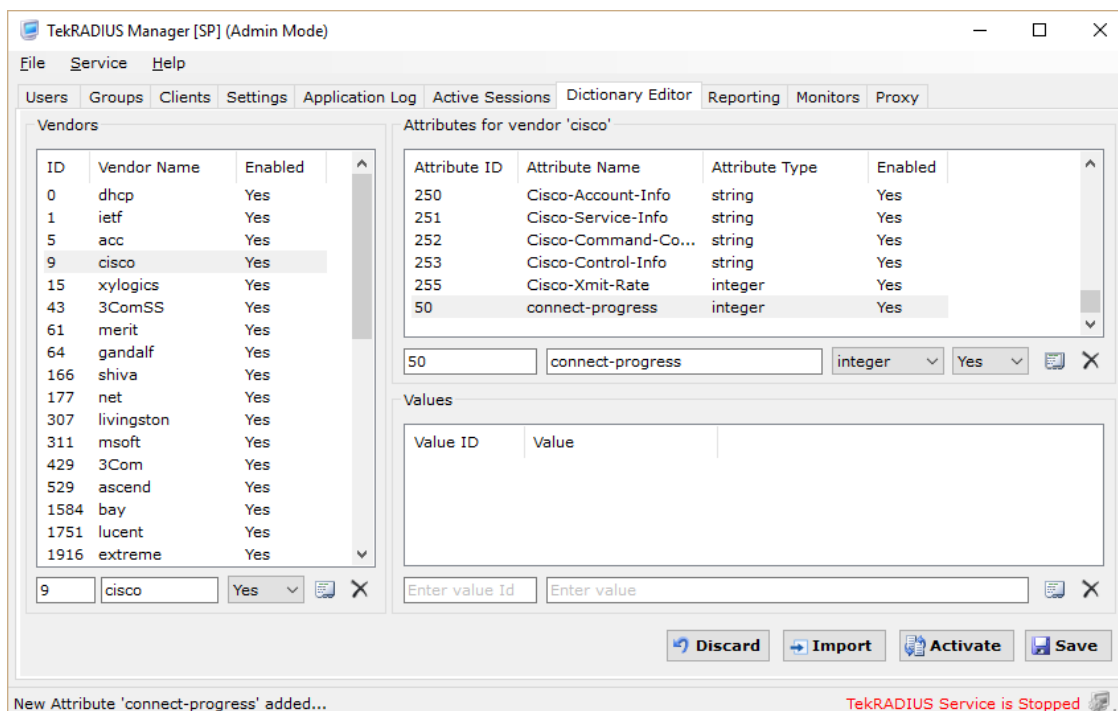 TekRADIUS Manager [SP] (Admin Mode)
File Service Help
Users Groups Clients Settings Application Log Active Sessions Dictionary Editor Reporting Monitors Proxy
Vendors
ID Vendor Name Enabled
0 dhcp Yes
1 ietf Yes
5 acc Yes
9 cisco Yes
15 xylogics Yes
43 3ComSS Yes
61 merit Yes
64 gandalf Yes
166 shiva Yes
177 net Yes
307 livingston Yes
311 msoft Yes
429 3Com Yes
529 ascend Yes
1584 bay Yes
1751 lucent Yes
1916 extreme Yes
9 cisco Yes
Attributes for vendor 'cisco'
Attribute ID Attribute Name Attribute Type Enabled
250 Cisco-Account-Info string Yes
251 Cisco-Service-Info string Yes
252 Cisco-Command-Co... string Yes
253 Cisco-Control-Info string Yes
255 Cisco-Xmit-Rate integer Yes
50 connect-progress integer Yes
50 connect-progress integer Yes
Values
Value ID Value
Enter value Id Enter value
Discard Import Activate Save
New Attribute 'connect-progress' added...
TekRADIUS Service is Stopped